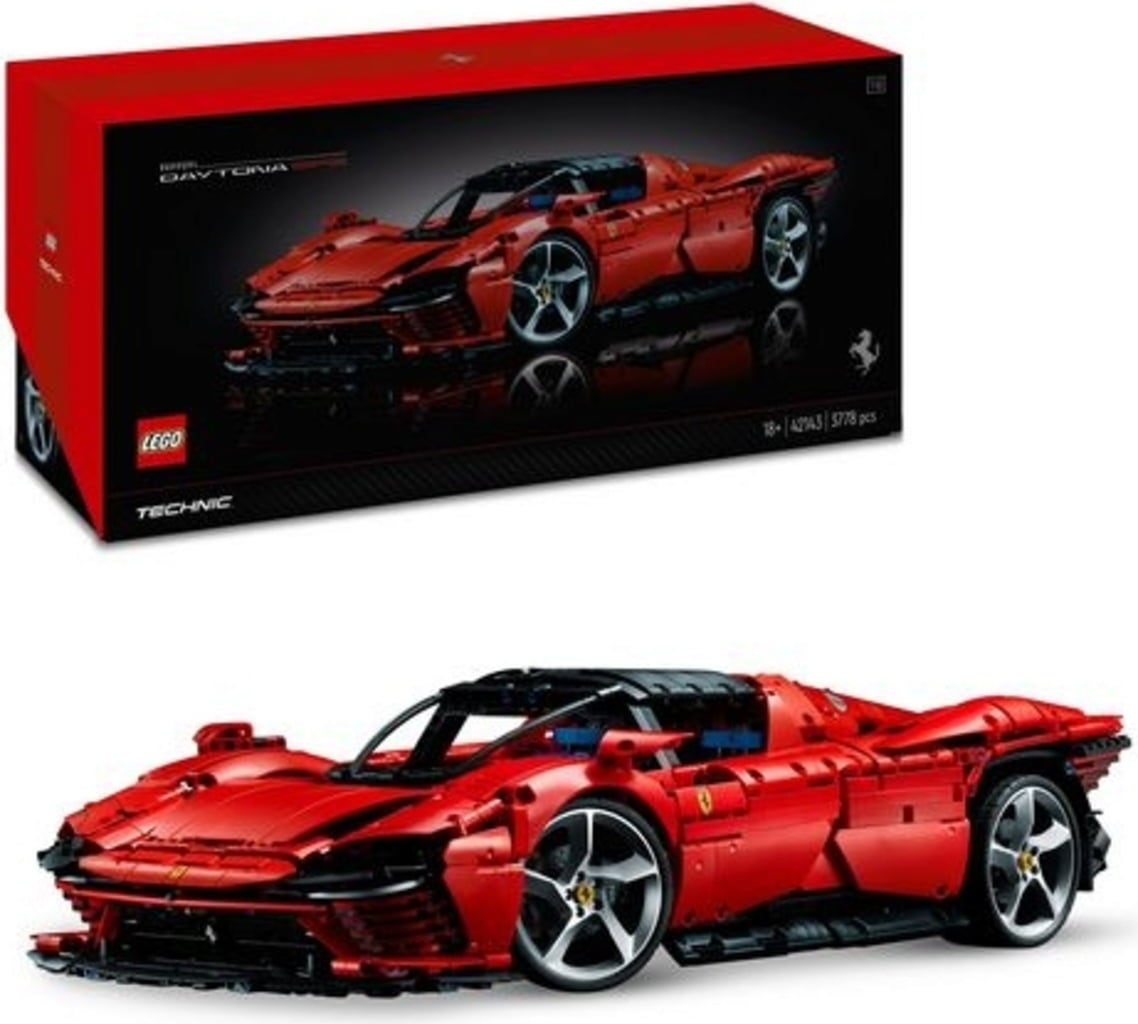 DAYTONA
LEGO
18+ | 42143 | 3778 pcs
TECHNIC